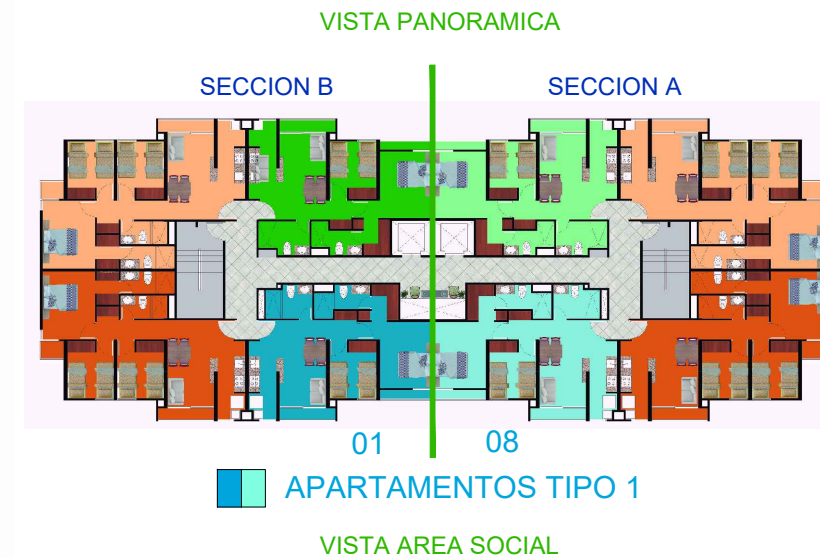 VISTA PANORAMICA
SECCION B
SECCION A
01
08
APARTAMENTOS TIPO 1
VISTA AREA SOCIAL